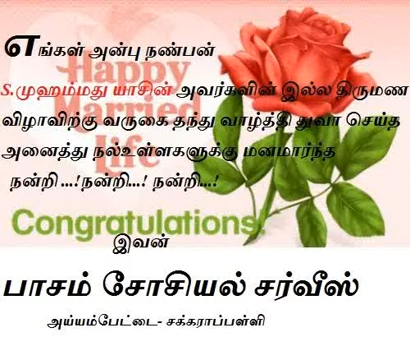 எங்கள் அன்பு நண்பன்
Happy
S.முஹம்மது யாசின் அவர்களின் இல்ல திருமண
Married
விழாவிற்கு வருகை தந்து வாழ்த்தி துவா செய்த
Life
அனைத்து நல்உள்ளகளுக்கு மனமார்ந்த
நன்றி ...!நன்றி...! நன்றி...!
Congratulations!
இவன்
பாசம் சோசியல் சர்வீஸ்
அய்யம்பேட்டை- சக்கராப்பள்ளி